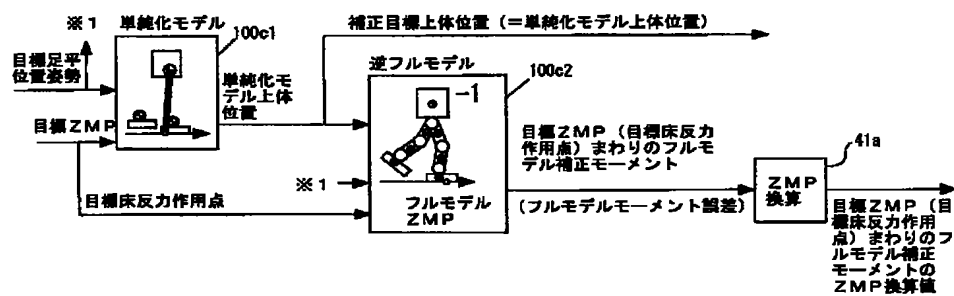 ※１
単純化モデル
100c1
補正目標上体位置（＝単純化モデル上体位置）
目標足平
位置姿勢
単純化モ
デル上体
位置
逆フルモデル
100c2
－1
目標ＺＭＰ
※１
目標床反力作用点
フルモデル
ＺＭＰ
目標ＺＭＰ（目標床反力
作用点）まわりのフルモ
デル補正モーメント
（フルモデルモーメント誤差）
41a
ＺＭＰ
換算
目標ＺＭＰ（目
標床反力作用
点）まわりのフ
ルモデル補正
モーメントの
ＺＭＰ換算値